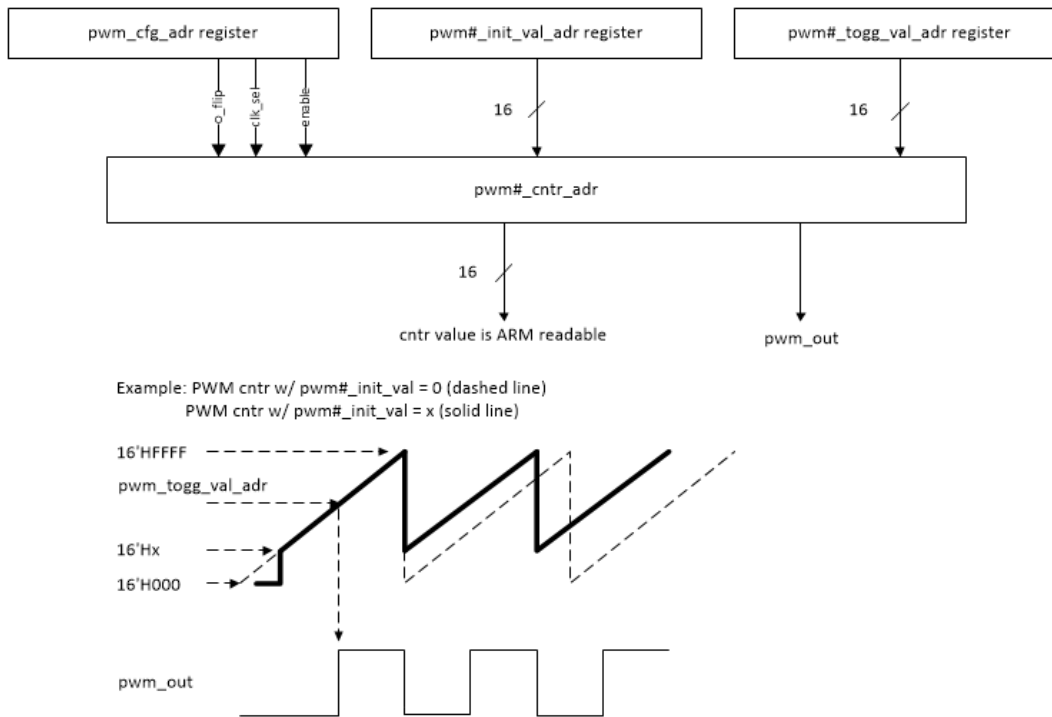 pwm_cfg_adr register
pwm#_init_val_adr register
pwm#_togg_val_adr register
o_flip
clk_sel
enable
16
16
pwm#_cntr_adr
16
cntr value is ARM readable
pwm_out
Example: PWM cntr w/ pwm#_init_val = 0 (dashed line)
PWM cntr w/ pwm#_init_val = x (solid line)
16'HFFFF
pwm_togg_val_adr
16'Hx
16'H000
pwm_out